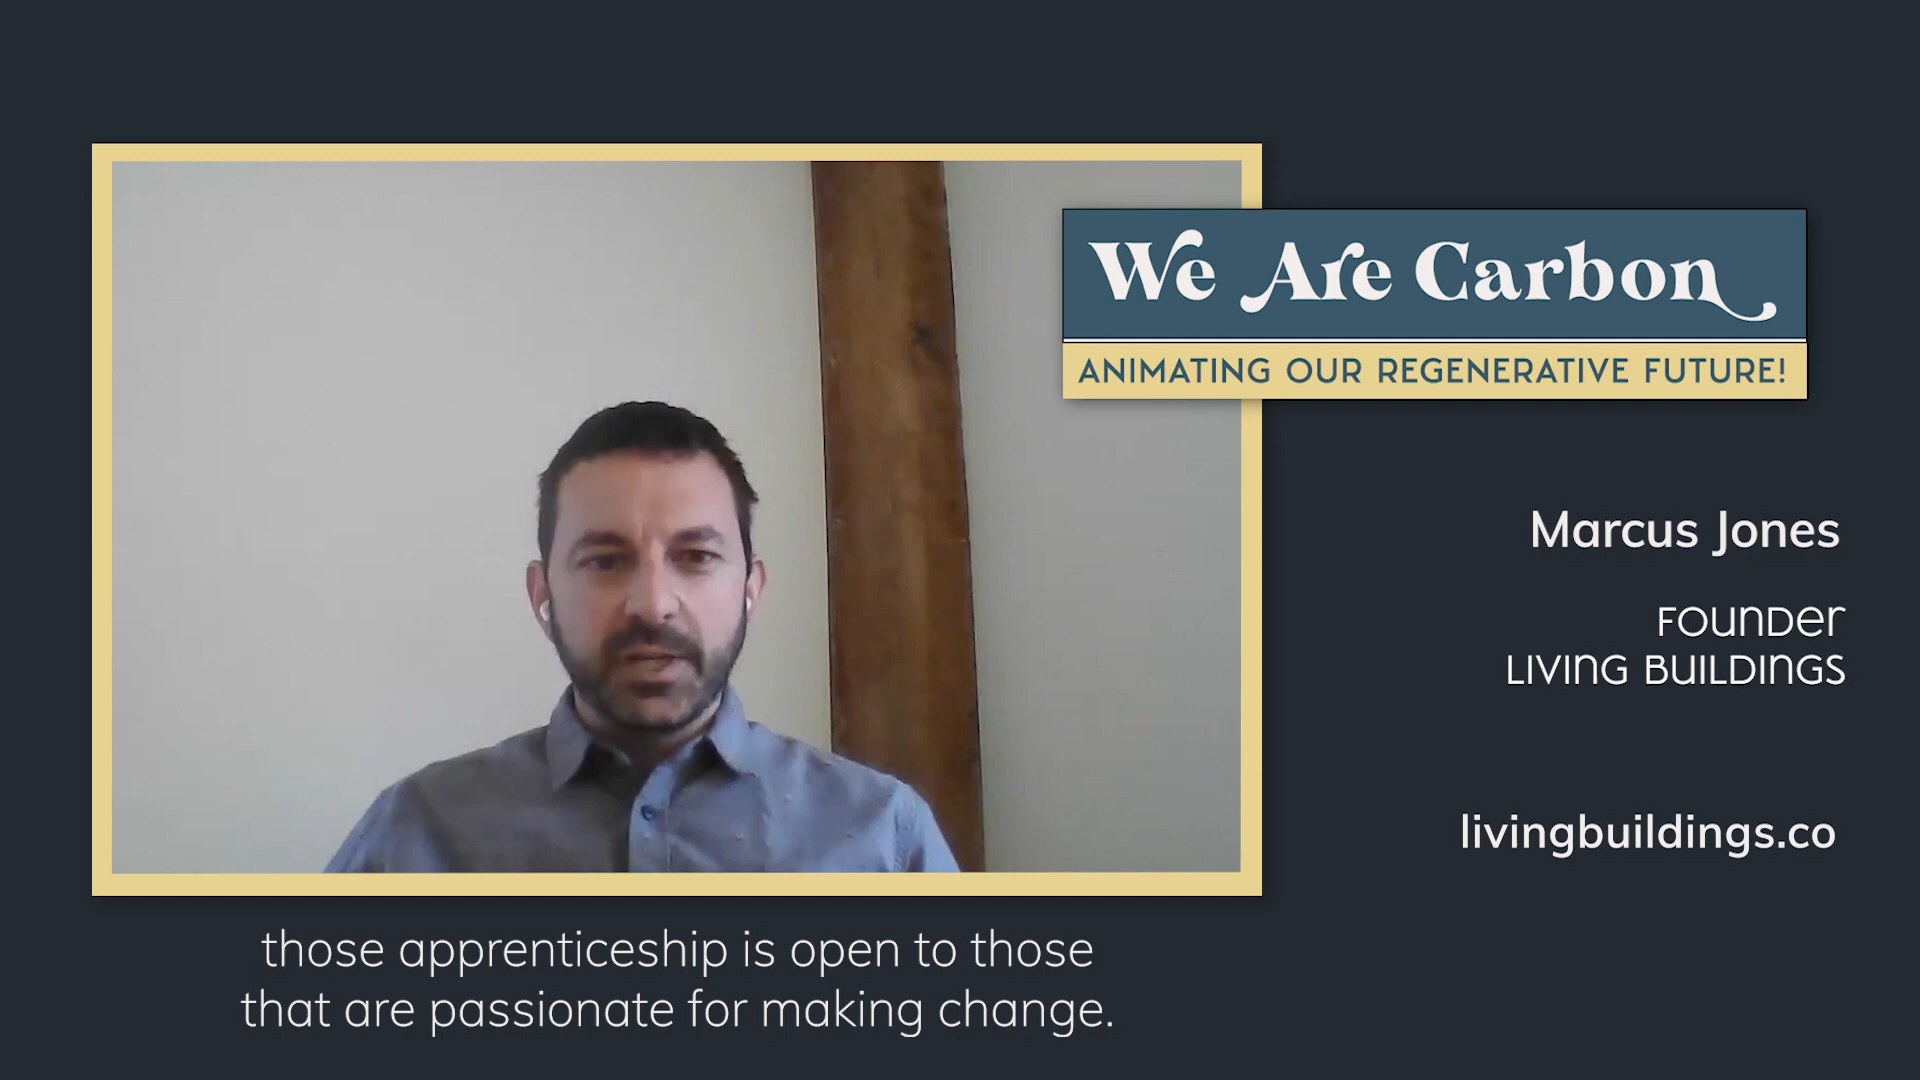 We Are Carbon
ANIMATING OUR REGENERATIVE FUTURE!
Marcus Jones
FOUNDER
LIVING BUILDINGS
livingbuildings.co
those apprenticeship is open to those
that are passionate for making change.